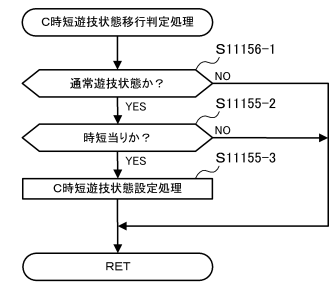 C時短遊技状態移行判定処理
S11156-1
通常遊技状態か？
NO
YES
S11155-2
時短当りか？
NO
YES
S11155-3
C時短遊技状態設定処理
RET